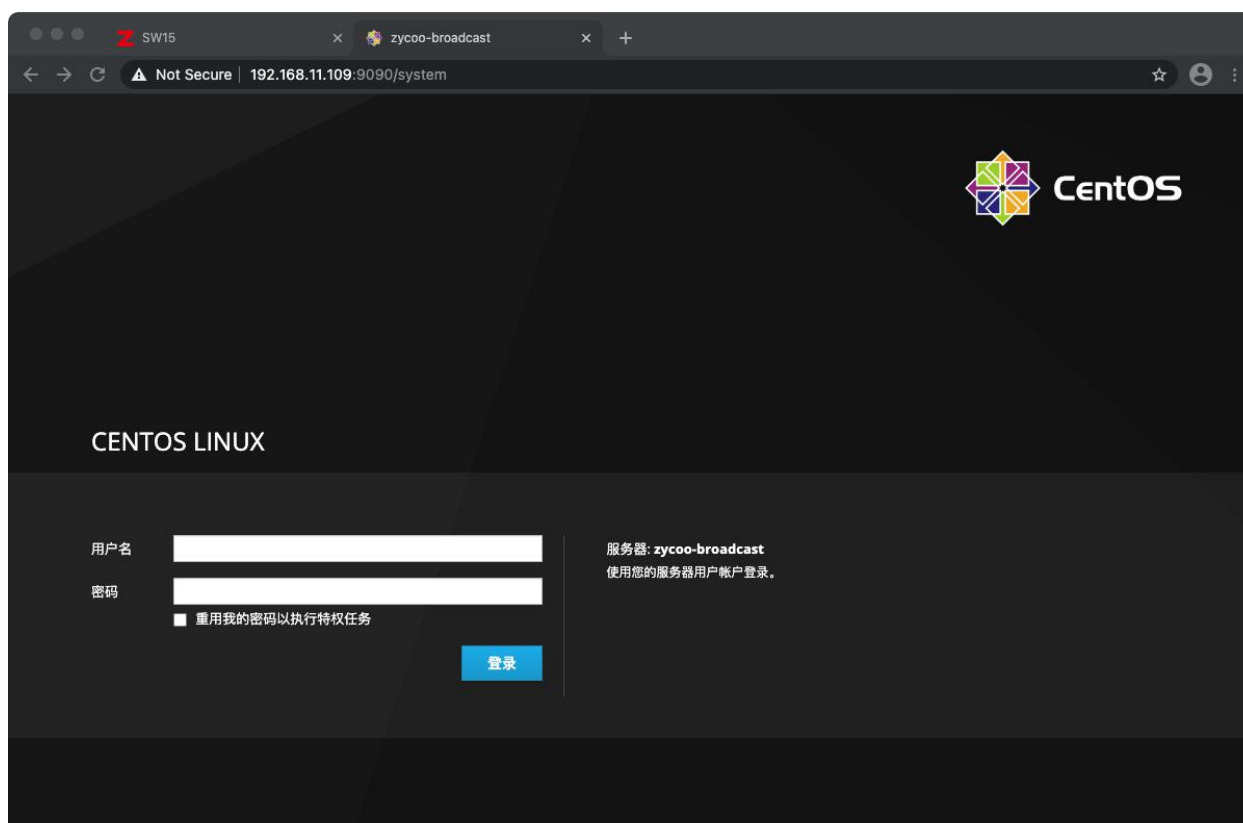 Z SW15
zycoo-broadcast
Not Secure 192.168.11.109:9090/system
CentOS
CENTOS LINUX
用户名
服务器: zycoo-broadcast
使用您的服务器用户帐户登录。
密码
重用我的密码以执行特权任务
登录